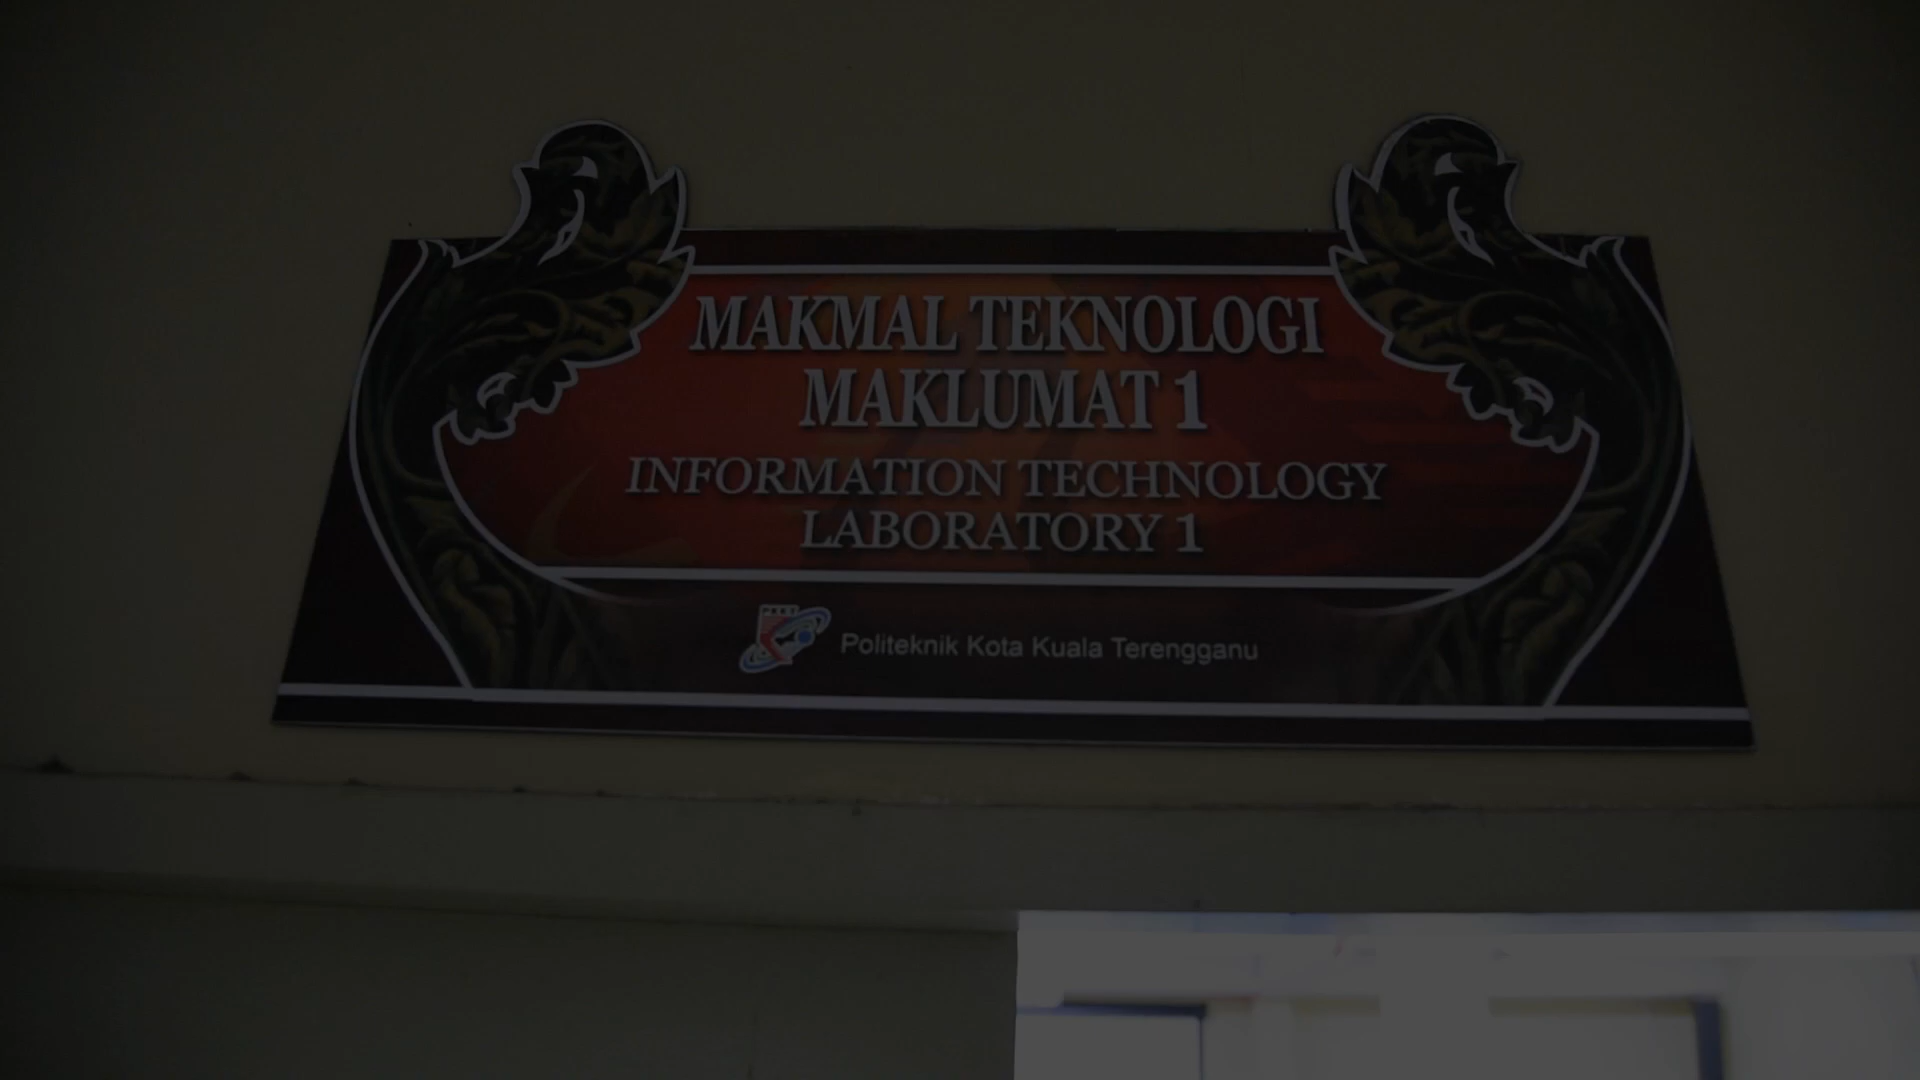 MAKMAL TEKNOLOGI
MAKLUMAT 1
INFORMATION TECHNOLOGY
LABORATORY 1
Politeknik Kota Kuala Terengganu